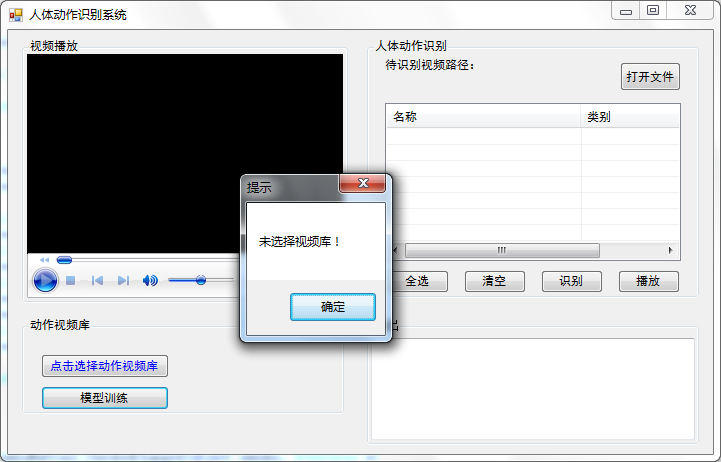 人体动作识别系统
视频播放
人体动作识别
待识别视频路径：
打开文件
名称
类别
提示
未选择视频库！
确定
全选
清空
识别
播放
动作视频库
点击选择动作视频库
模型训练
出